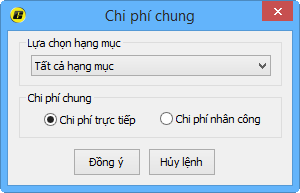 Chi phí chung
Lựa chọn hạng mục
Tất cả hạng mục
Chi phí chung
Chi phí trực tiếp Chi phí nhân công
Đồng ý Hủy lệnh